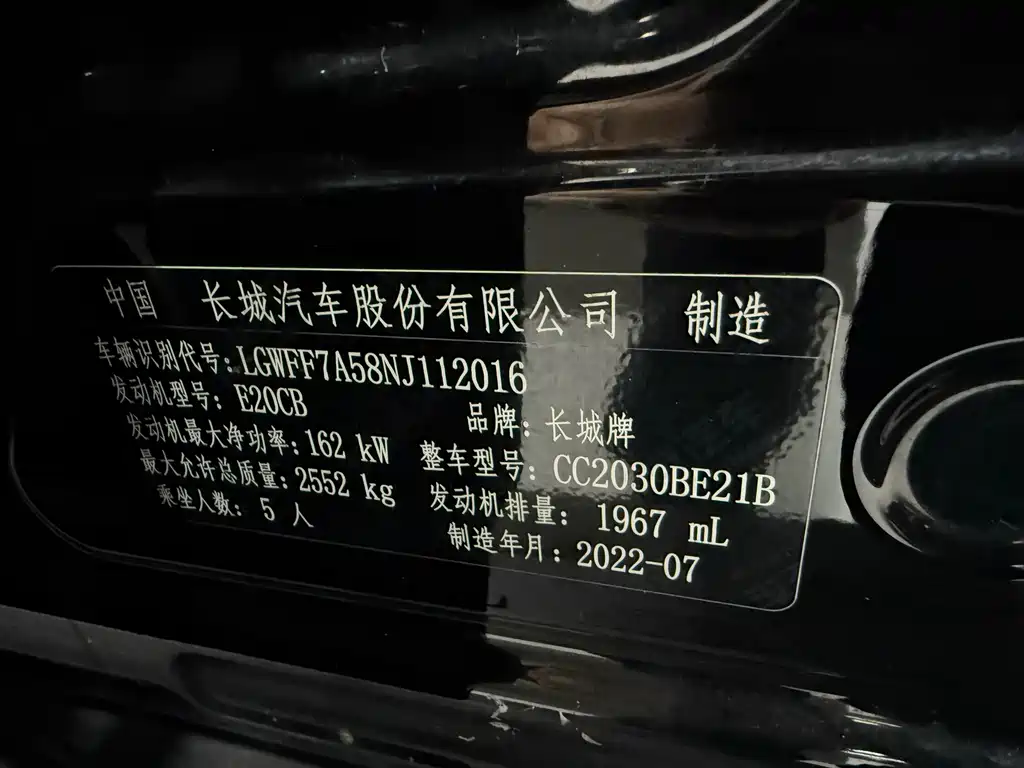 中国 长城汽车股份有限公司 制造
车辆识别代号:LGWFF7A58NJ112016
发动机型号: E20CB 品牌: 长城牌
发动机最大净功率:162 kW 整车型号: CC2030BE21B
最大允许总质量:2552 kg 发动机排量: 1967 mL
乘坐人数: 5 人 制造年月:2022-07